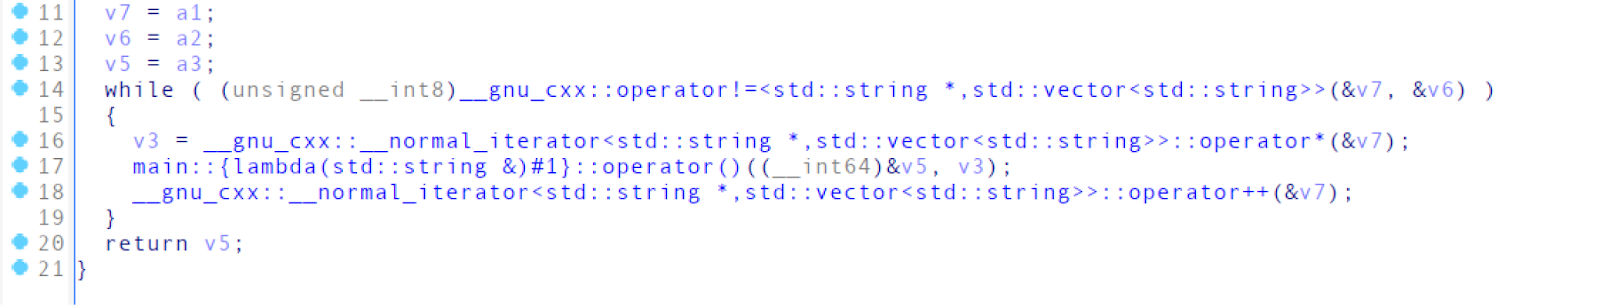 11 v7 = a1;
12 v6 = a2;
13 v5 = a3;
14 while ( (unsigned __int8)__gnu_cxx::operator!=<std::string *,std::vector<std::string>>(&v7, &v6) )
15 {
16 v3 = __gnu_cxx::__normal_iterator<std::string *,std::vector<std::string>>::operator*(&v7);
17 main::{lambda(std::string &)#1}::operator()((__int64)&v5, v3);
18 __gnu_cxx::__normal_iterator<std::string *,std::vector<std::string>>::operator++(&v7);
19 }
20 return v5;
21 }